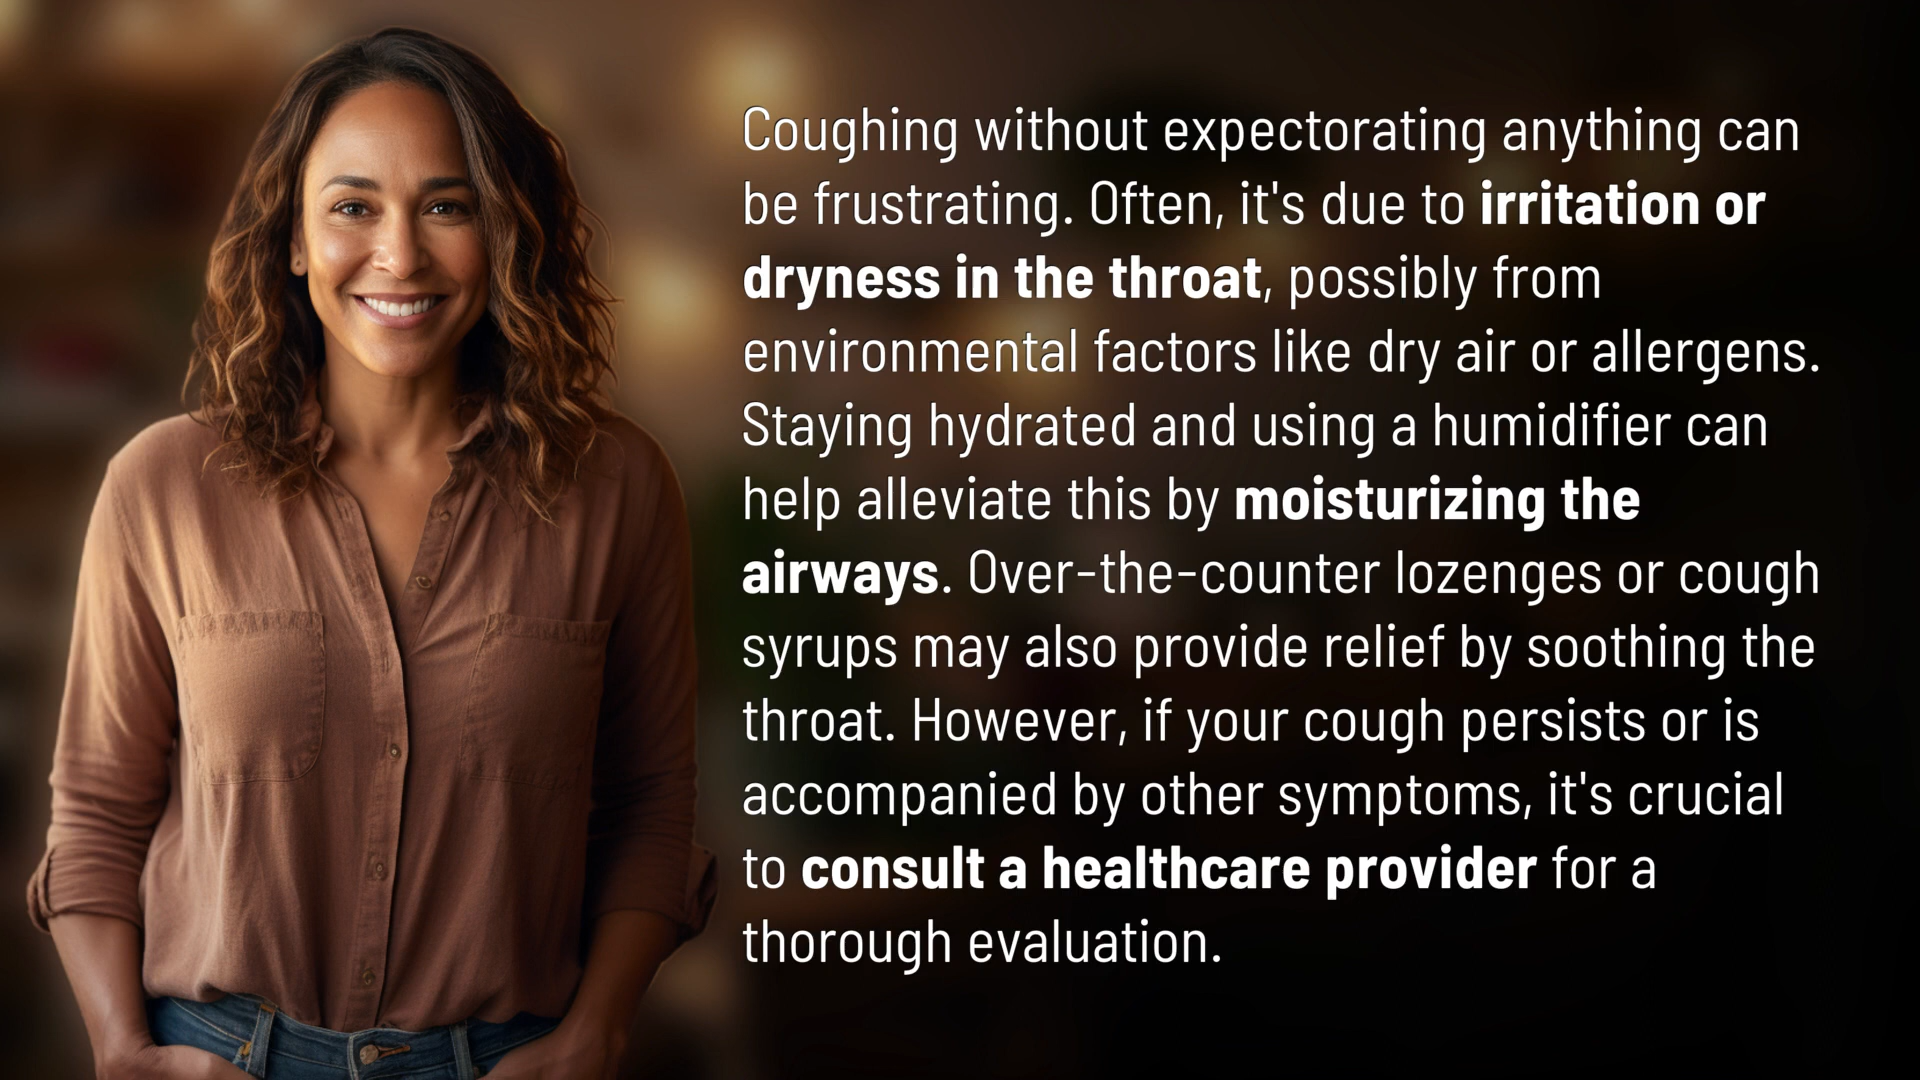 Coughing without expectorating anything can
be frustrating. Often, it's due to irritation or
dryness in the throat, possibly from
environmental factors like dry air or allergens.
Staying hydrated and using a humidifier can
help alleviate this by moisturizing the
airways. Over-the-counter lozenges or cough
syrups may also provide relief by soothing the
throat. However, if your cough persists or is
accompanied by other symptoms, it's crucial
to consult a healthcare provider for a
thorough evaluation.